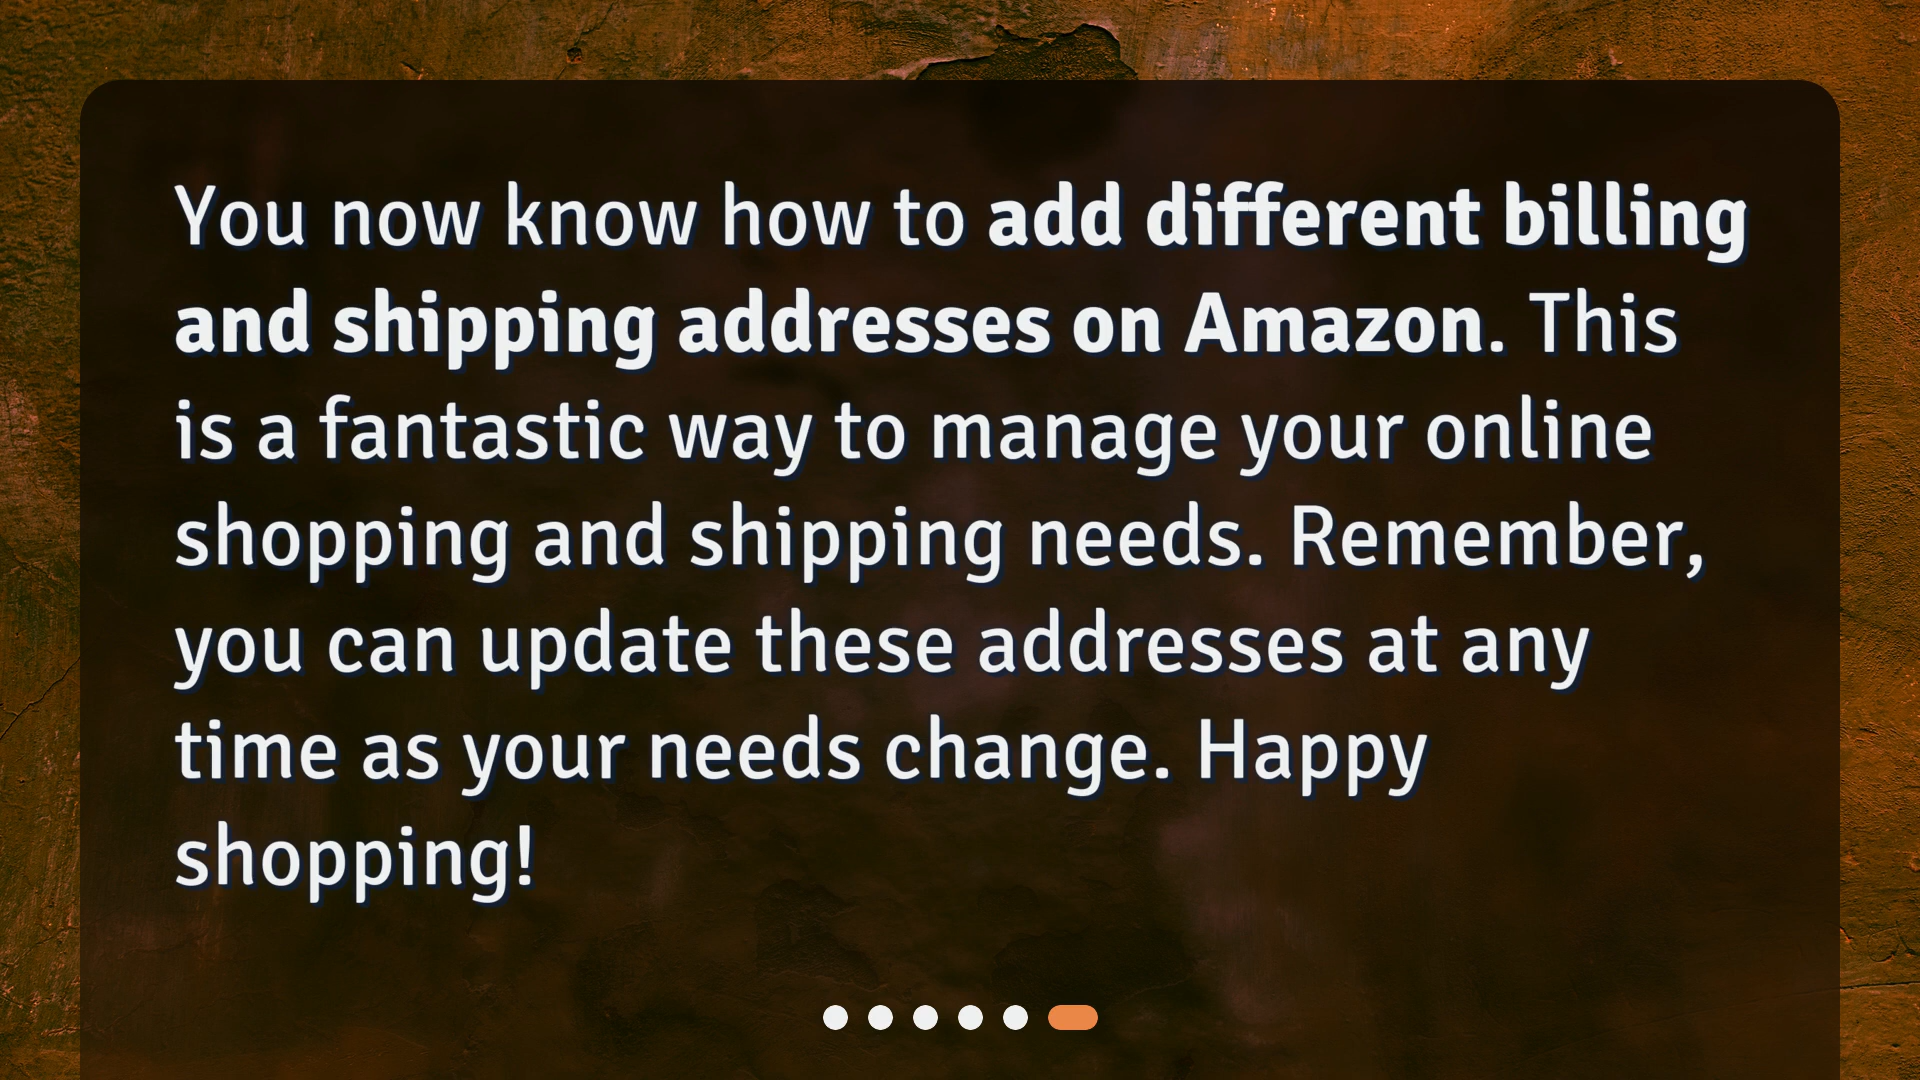 You now know how to add different billing
and shipping addresses on Amazon. This
is a fantastic way to manage your online
shopping and shipping needs. Remember,
you can update these addresses at any
time as your needs change. Happy
shopping!